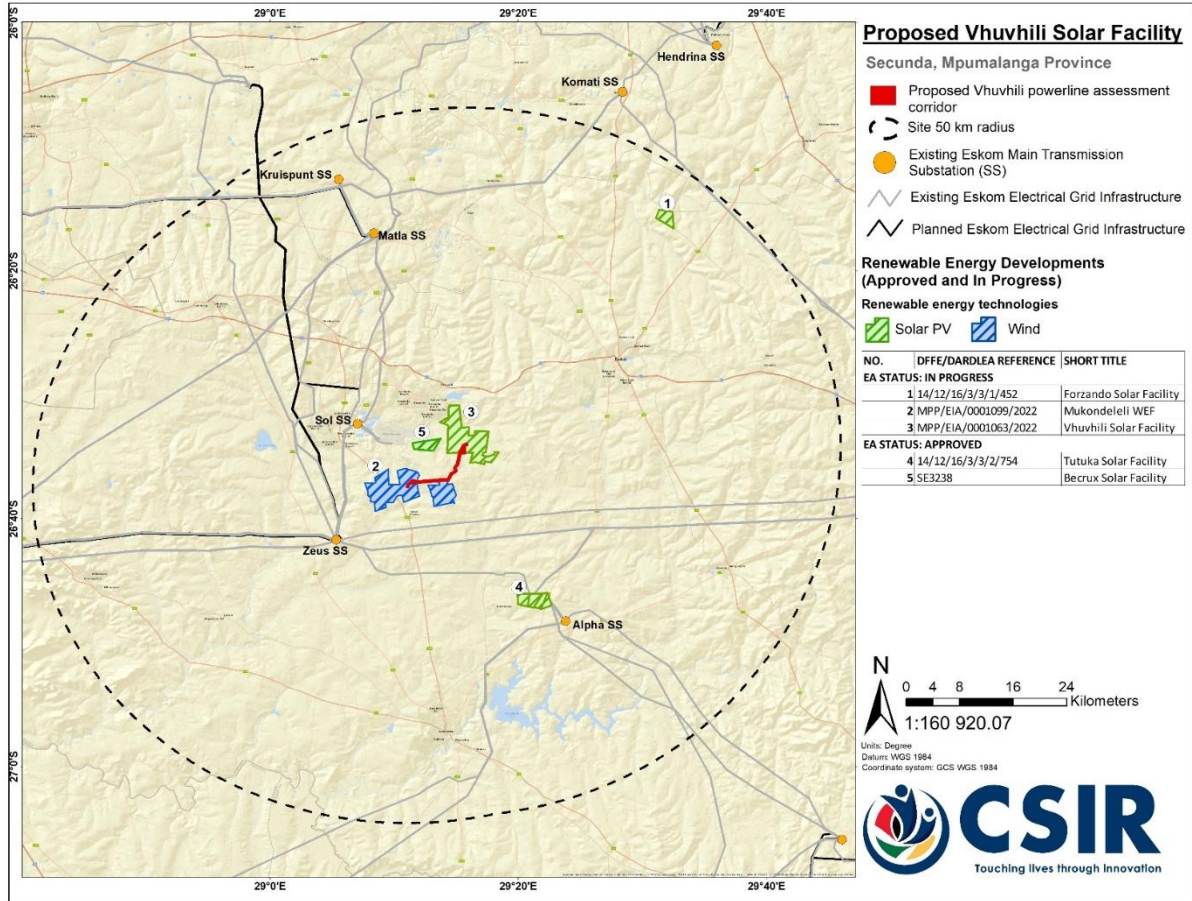 29°0'E
29°20'E
29°40'E
26°0'S
26°20'S
26°40'S
27°0'S
Hendrina SS
Komati SS
Kruispunt SS
Matla SS
1
Sol SS
3
5
2
Zeus SS
4
Alpha SS
29°0'E
29°20'E
29°40'E
Proposed Vhuvhili Solar Facility
Secunda, Mpumalanga Province
Proposed Vhuvhili powerline assessment
corridor
Site 50 km radius
Existing Eskom Main Transmission
Substation (SS)
Existing Eskom Electrical Grid Infrastructure
Planned Eskom Electrical Grid Infrastructure
Renewable Energy Developments
(Approved and In Progress)
Renewable energy technologies
Solar PV
Wind
NO. DFFE/DARDLEA REFERENCE SHORT TITLE
EA STATUS: IN PROGRESS
1 14/12/16/3/3/1/452 Forzando Solar Facility
2 MPP/EIA/0001099/2022 Mukondeleli WEF
3 MPP/EIA/0001063/2022 Vhuvhili Solar Facility
EA STATUS: APPROVED
4 14/12/16/3/3/2/754 Tutuka Solar Facility
5 SE3238 Becrux Solar Facility
N
0 4 8 16 24
Kilometers
1:160 920.07
Units: Degree
Datum: WGS 1984
Coordinate system: GCS WGS 1984
CSIR
Touching lives through Innovation